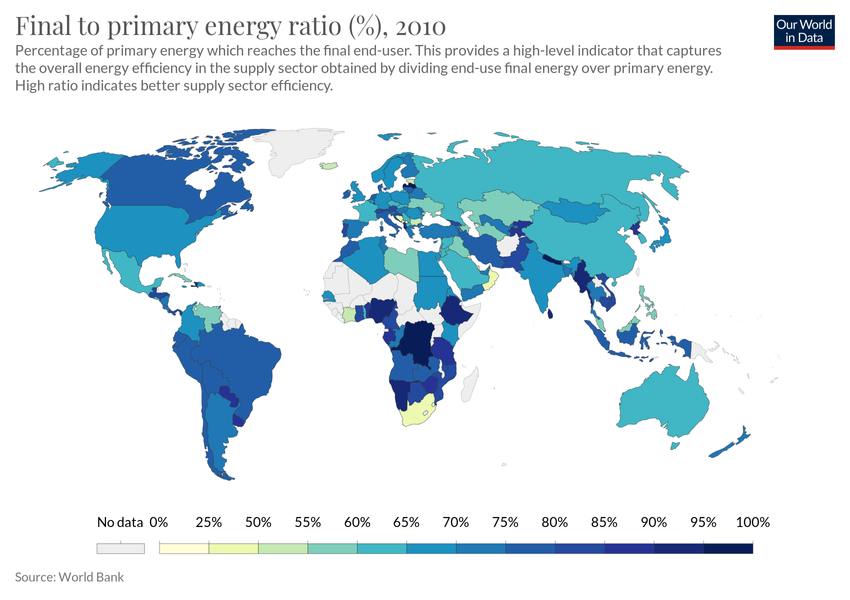 Final to primary energy ratio (%), 2010
Our World
in Data
Percentage of primary energy which reaches the final end-user. This provides a high-level indicator that captures
the overall energy efficiency in the supply sector obtained by dividing end-use final energy over primary energy.
High ratio indicates better supply sector efficiency.
No data 0% 25% 50% 55% 60% 65% 70% 75% 80% 85% 90% 95% 100%
Source: World Bank